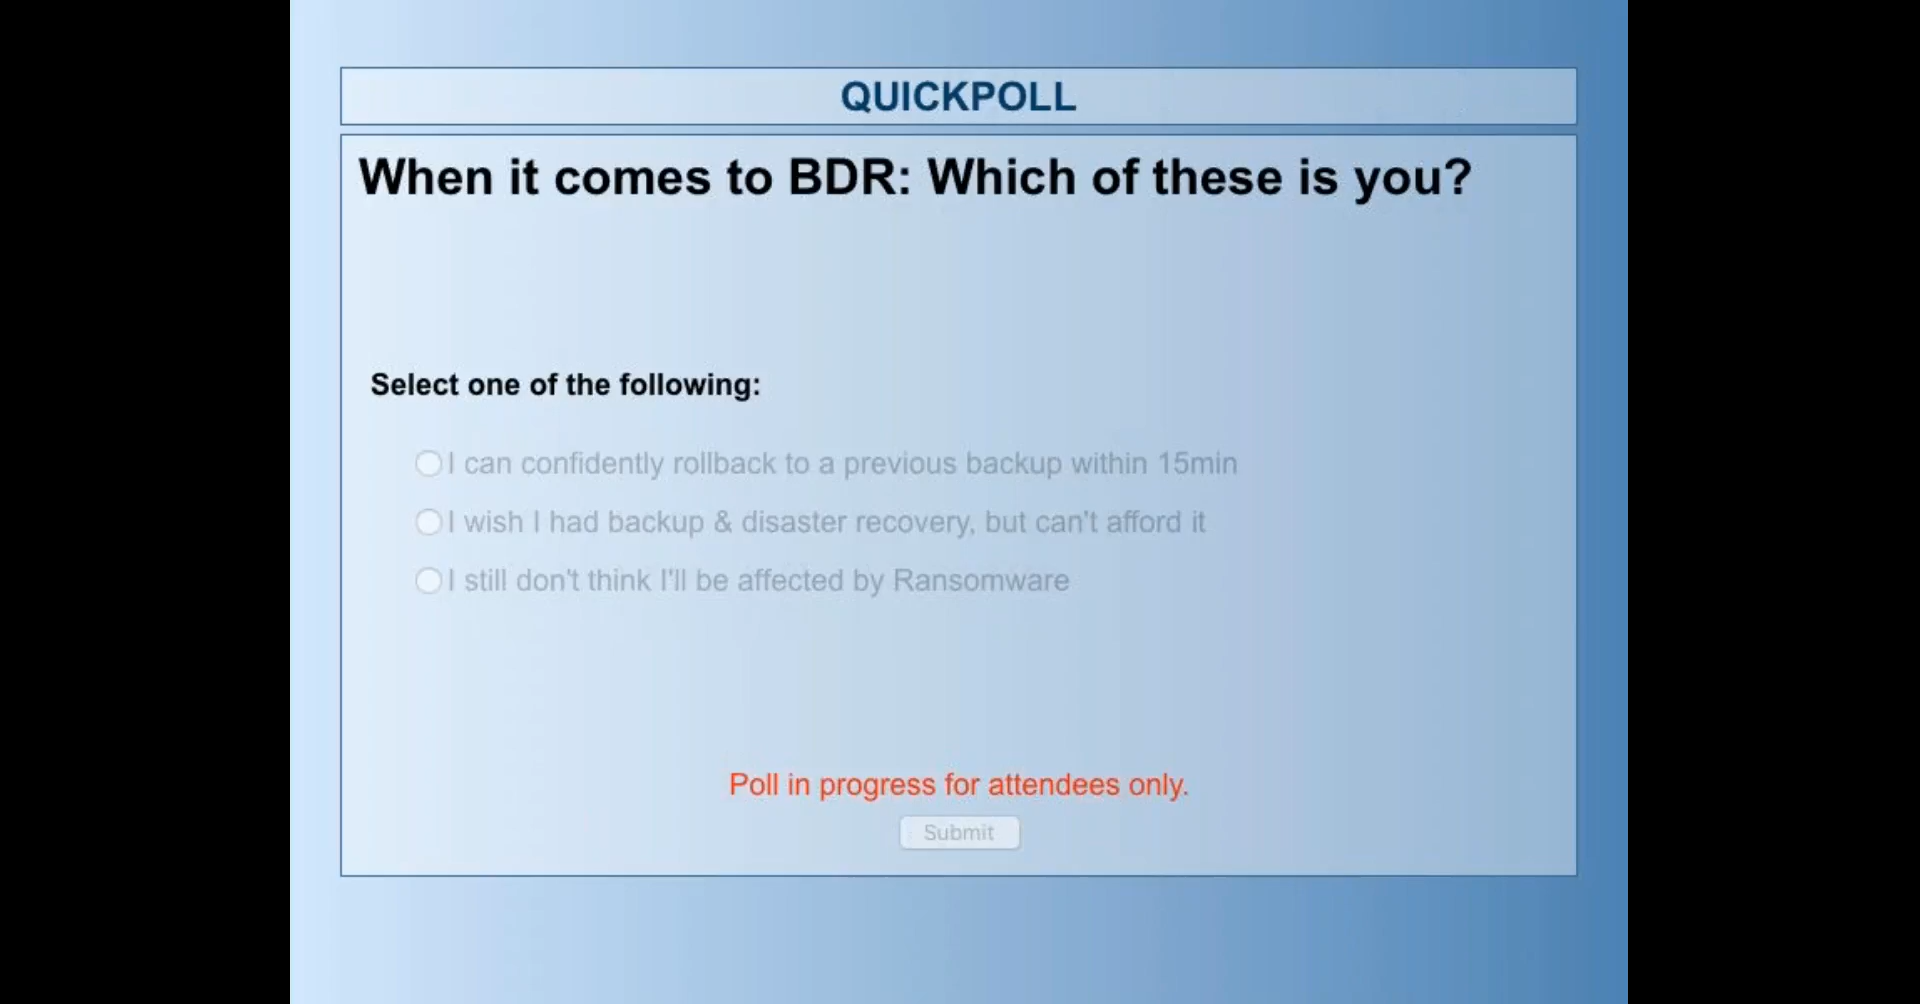 QUICKPOLL
When it comes to BDR: Which of these is you?
Select one of the following:
I can confidently rollback to a previous backup within 15min
I wish I had backup & disaster recovery, but can't afford it
I still don't think I'll be affected by Ransomware
Poll in progress for attendees only.
Submit